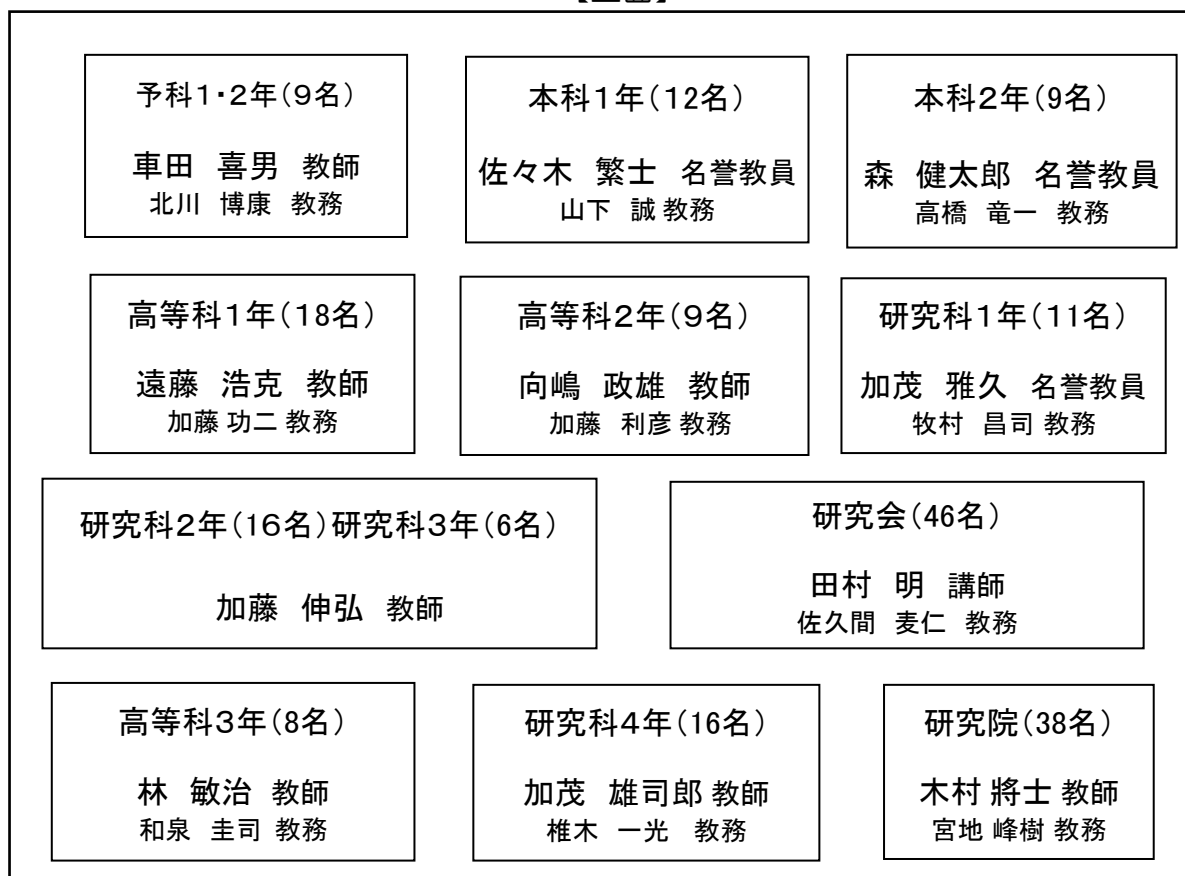 予科１・２年(９名)
車田 喜男 教師
北川 博康 教務
本科１年(12名)
佐々木 繁士 名誉教員
山下 誠 教務
本科２年(9名)
森 健太郎 名誉教員
高橋 竜一 教務
高等科１年(18名)
遠藤 浩克 教師
加藤 功二 教務
高等科２年(９名)
向嶋 政雄 教師
加藤 利彦 教務
研究科１年(11名)
加茂 雅久 名誉教員
牧村 昌司 教務
研究科２年(16名)研究科３年(6名)
加藤 伸弘 教師
研究会(46名)
田村 明 講師
佐久間 麦仁 教務
高等科３年(8名)
林 敏治 教師
和泉 圭司 教務
研究科４年(16名)
加茂 雄司郎 教師
椎木 一光 教務
研究院(38名)
木村 將士 教師
宮地 峰樹 教務